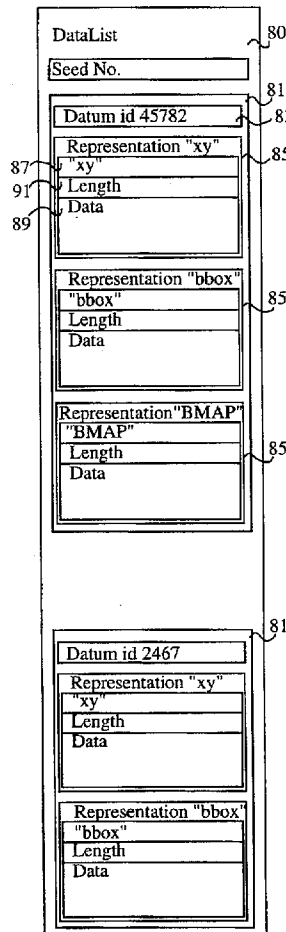 DataList
80
Seed No.
81
Datum id 45782
Representation "xy"
85
87
"xy"
91
Length
89
Data
Representation "bbox"
"bbox"
85
Length
Data
Representation"BMAP"
"BMAP"
Length
85
Data
81
Datum id 2467
Representation "xy"
"xy"
Length
Data
Representation "bbox"
"bbox"
Length
Data